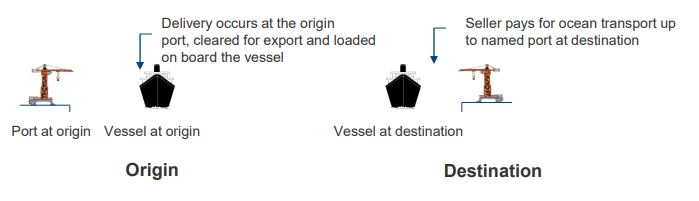 Delivery occurs at the origin
port, cleared for export and loaded
on board the vessel
Seller pays for ocean transport up
to named port at destination
Port at origin
Vessel at origin
Vessel at destination
Origin
Destination